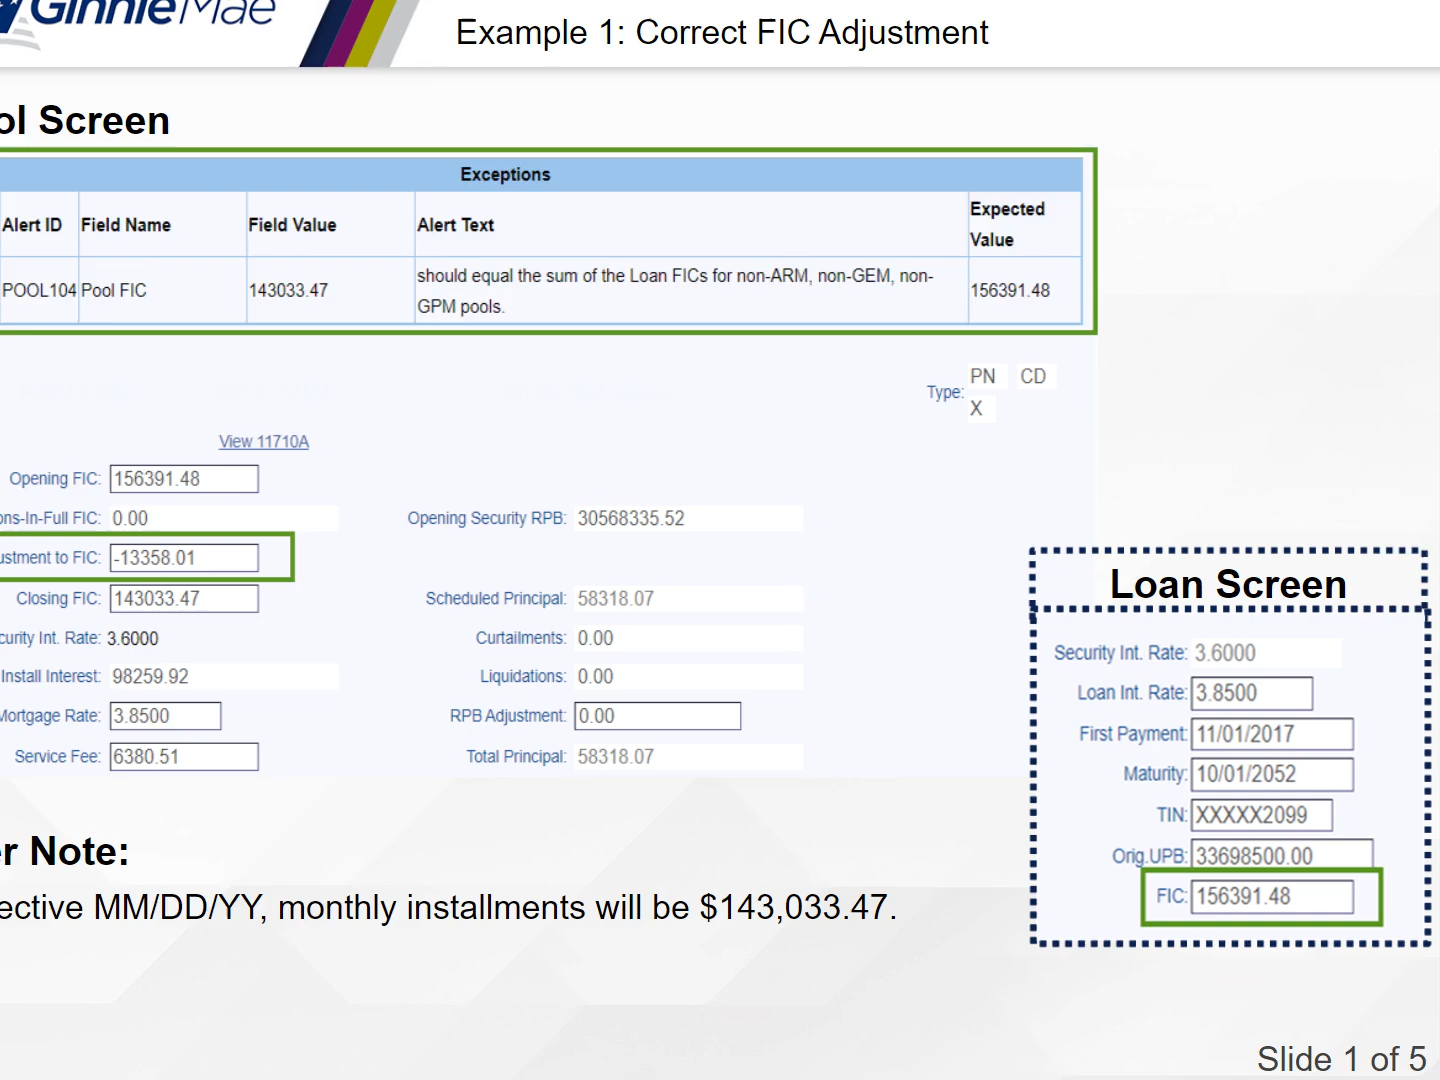 GinnieMae
Example 1: Correct FIC Adjustment
ol Screen
Exceptions
Alert ID Field Name Field Value Alert Text Expected Value
POOL104 Pool FIC 143033.47 should equal the sum of the Loan FICs for non-ARM, non-GEM, non-
GPM pools. 156391.48
Type: PN CD
X
View 11710A
Opening FIC: 156391.48
ons-In-Full FIC: 0.00 Opening Security RPB: 30568335.52
ustment to FIC: -13358.01
Closing FIC: 143033.47 Scheduled Principal: 58318.07
curity Int. Rate: 3.6000 Curtailments: 0.00
Install Interest: 98259.92 Liquidations: 0.00
Mortgage Rate: 3.8500 RPB Adjustment: 0.00
Service Fee: 6380.51 Total Principal: 58318.07
Loan Screen
Security Int. Rate: 3.6000
Loan Int. Rate: 3.8500
First Payment: 11/01/2017
Maturity: 10/01/2052
TIN: XXXXX2099
Orig.UPB: 33698500.00
FIC: 156391.48
er Note:
ective MM/DD/YY, monthly installments will be $143,033.47.
Slide 1 of 5